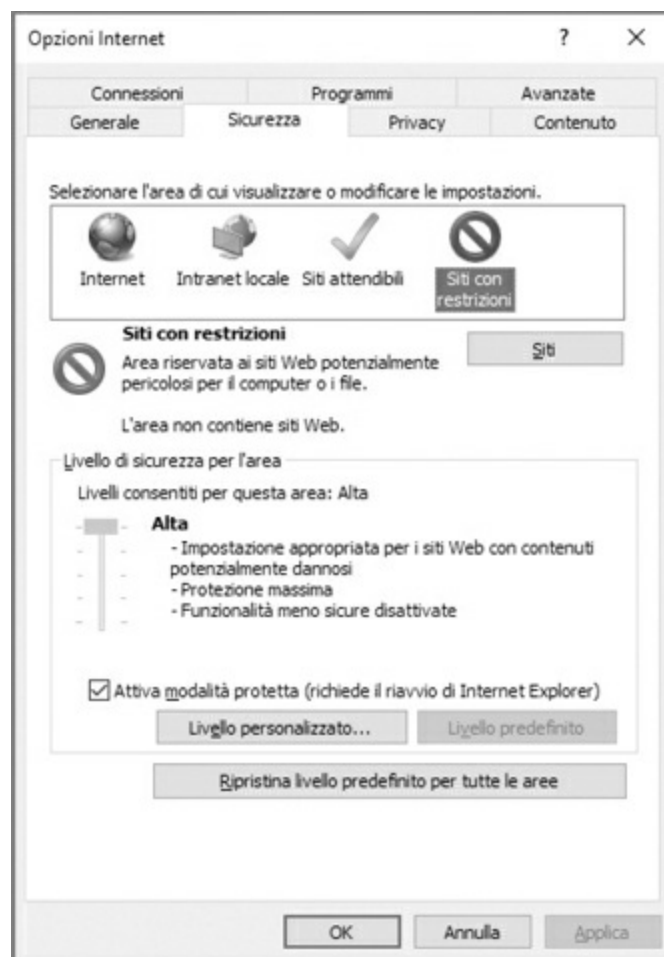 Opzioni Internet ? ×
Connessioni Programmi Avanzate
Generale Sicurezza Privacy Contenuto
Selezionare l'area di cui visualizzare o modificare le impostazioni.
Internet Intranet locale Siti attendibili Siti con
restrizioni
Siti con restrizioni
Siti
Area riservata ai siti Web potenzialmente
pericolosi per il computer o i file.
L'area non contiene siti Web.
Livello di sicurezza per l'area
Livelli consentiti per questa area: Alta
Alta
- Impostazione appropriata per i siti Web con contenuti
potenzialmente dannosi
- Protezione massima
- Funzionalità meno sicure disattivate
Attiva modalità protetta (richiede il riavvio di Internet Explorer)
Livello personalizzato... Livello predefinito
Ripristina livello predefinito per tutte le aree
OK Annulla Applica